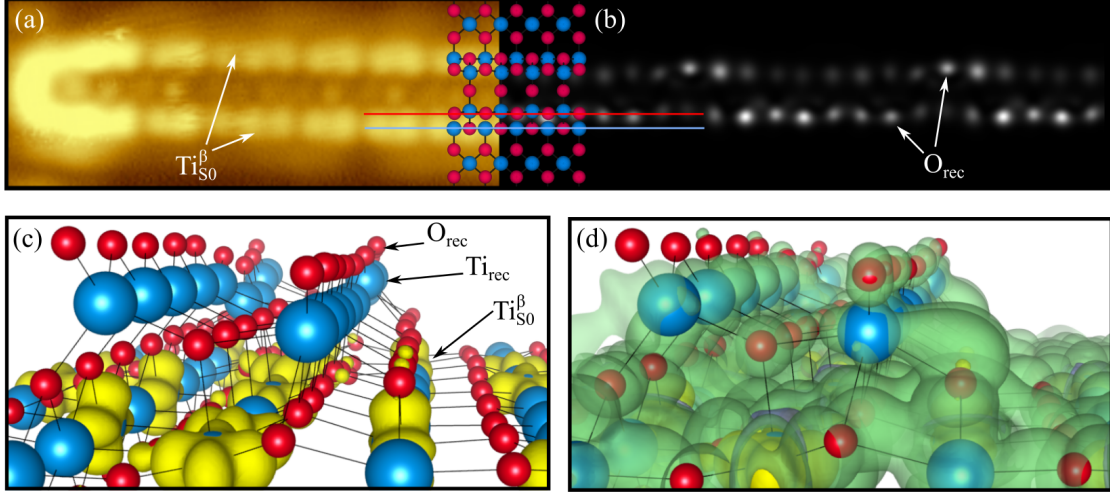 (a)
(b)
Ti^β_S0
O_rec
(c)
O_rec
Ti_rec
Ti^β_S0
(d)